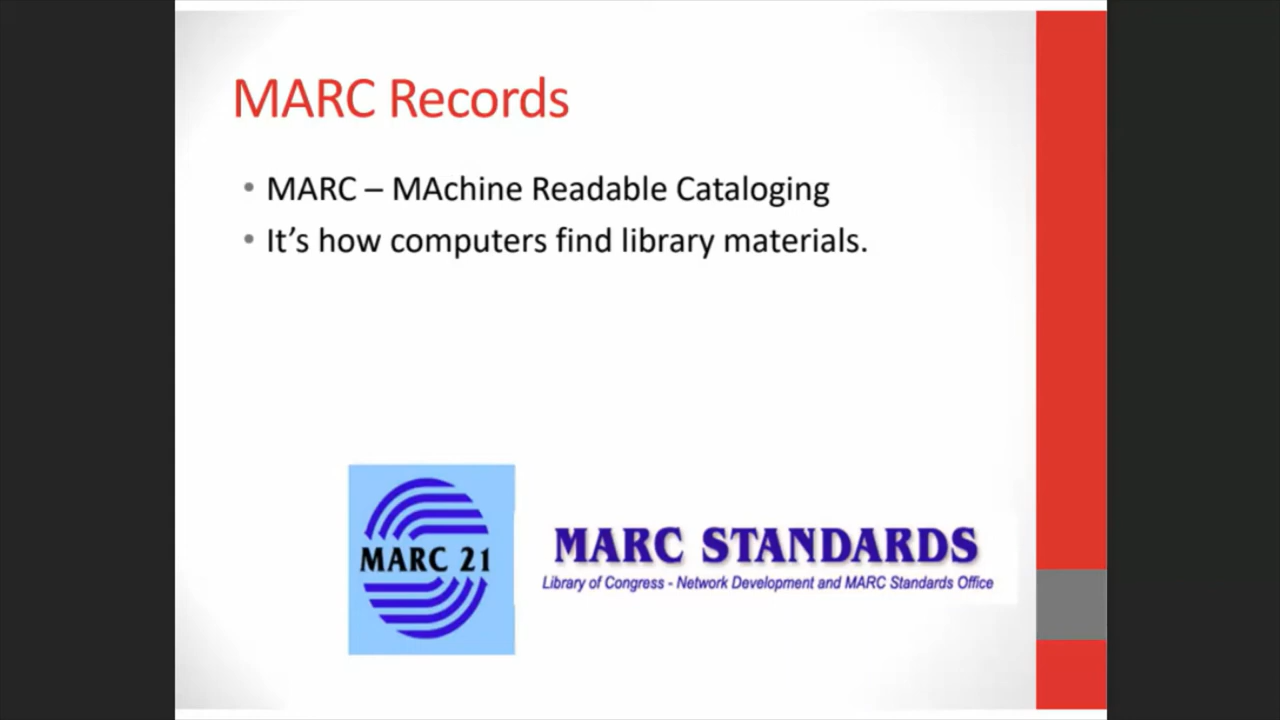 MARC Records
• MARC – MAchine Readable Cataloging
• It’s how computers find library materials.
MARC 21
MARC STANDARDS
Library of Congress - Network Development and MARC Standards Office